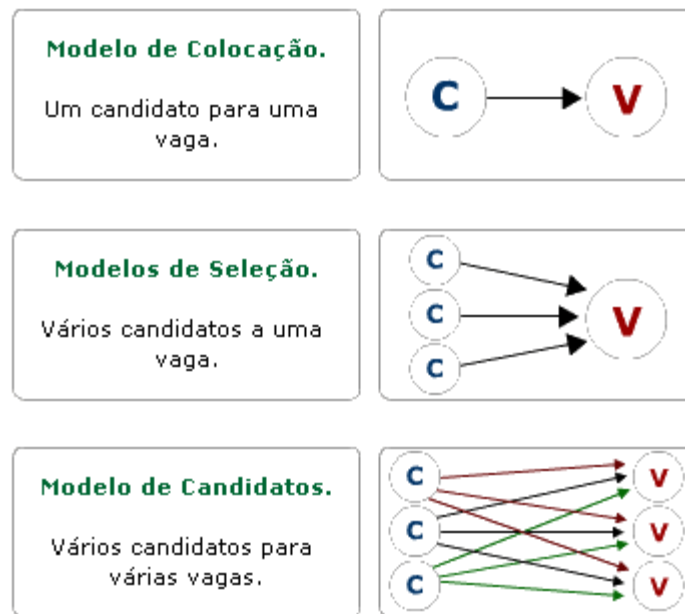 Modelo de Colocação.
Um candidato para uma
vaga.
C
V
Modelos de Seleção.
Vários candidatos a uma
vaga.
C
C
C
V
Modelo de Candidatos.
Vários candidatos para
várias vagas.
C
V
C
V
C
V